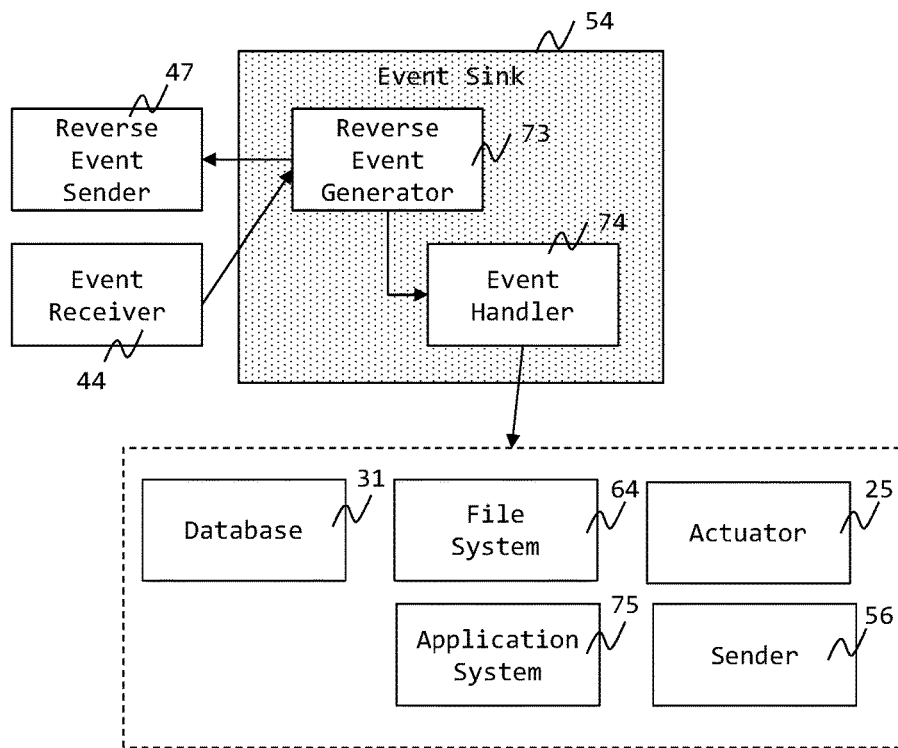 54
Event Sink
47
Reverse
Event
Sender
Reverse
Event
Generator
73
Event
Receiver
44
74
Event
Handler
Database
31
File
System
64
Actuator
25
Application
System
75
Sender
56